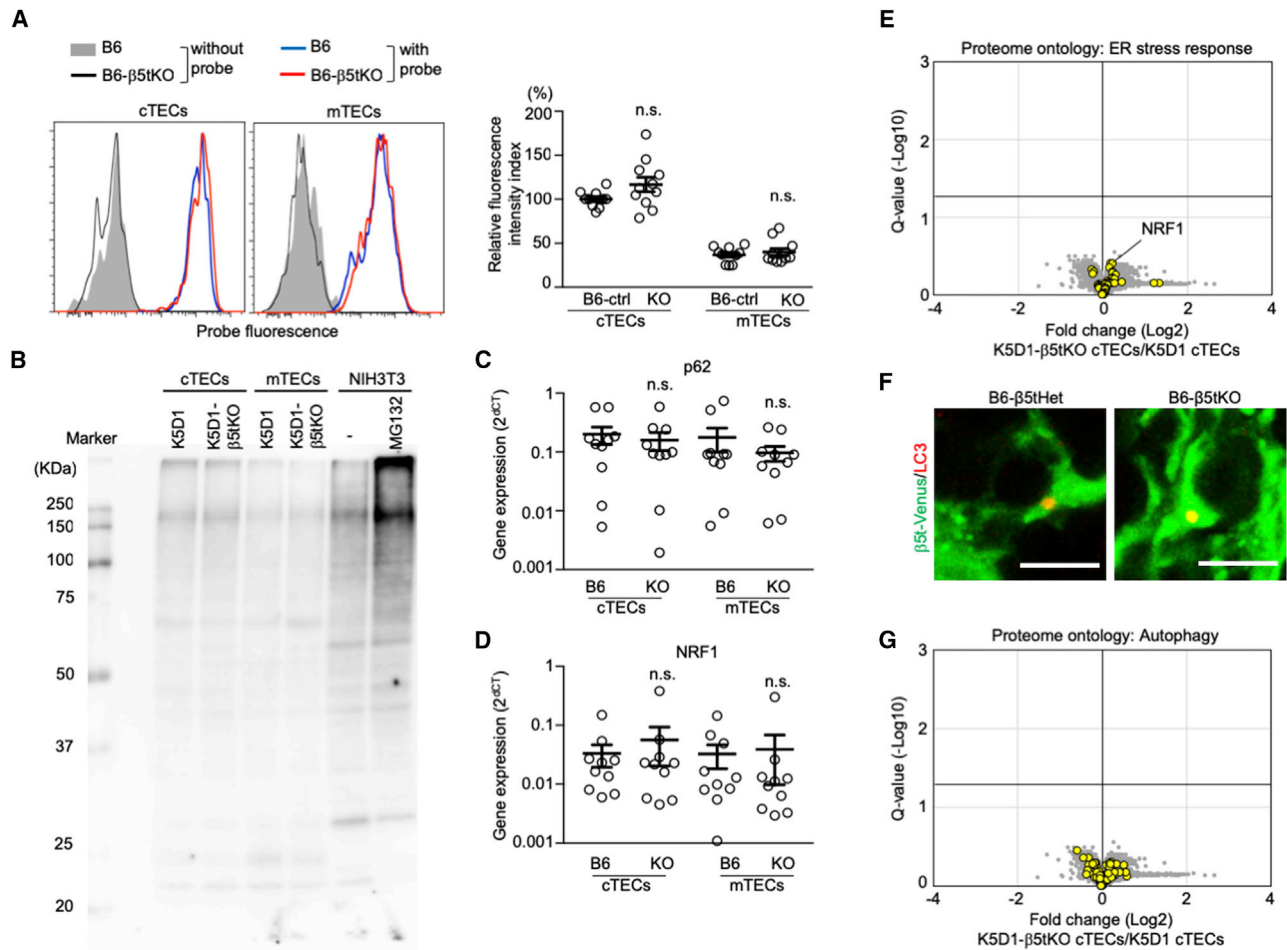 A
B6
B6-β5tKO
without
probe
B6
B6-β5tKO
with
probe
cTECs
mTECs
Probe fluorescence
(%)
200
150
100
50
0
Relative fluorescence
intensity index
n.s.
n.s.
B6-ctrl KO
cTECs
B6-ctrl KO
mTECs
B
cTECs
mTECs
NIH3T3
K5D1
K5D1-
β5tKO
K5D1
K5D1-
β5tKO
-
MG132
Marker
(KDa)
250
150
100
75
50
37
25
20
C
p62
Gene expression (2^dCT)
1
0.1
0.01
0.001
n.s.
n.s.
B6 KO
cTECs
B6 KO
mTECs
D
NRF1
Gene expression (2^dCT)
1
0.1
0.01
0.001
n.s.
n.s.
B6 KO
cTECs
B6 KO
mTECs
E
Proteome ontology: ER stress response
Q-value (-Log10)
3
2
1
0
NRF1
-4 -2 0 2 4
Fold change (Log2)
K5D1-β5tKO cTECs/K5D1 cTECs
F
B6-β5tHet
B6-β5tKO
β5t-Venus/LC3
G
Proteome ontology: Autophagy
Q-value (-Log10)
3
2
1
0
-4 -2 0 2 4
Fold change (Log2)
K5D1-β5tKO cTECs/K5D1 cTECs